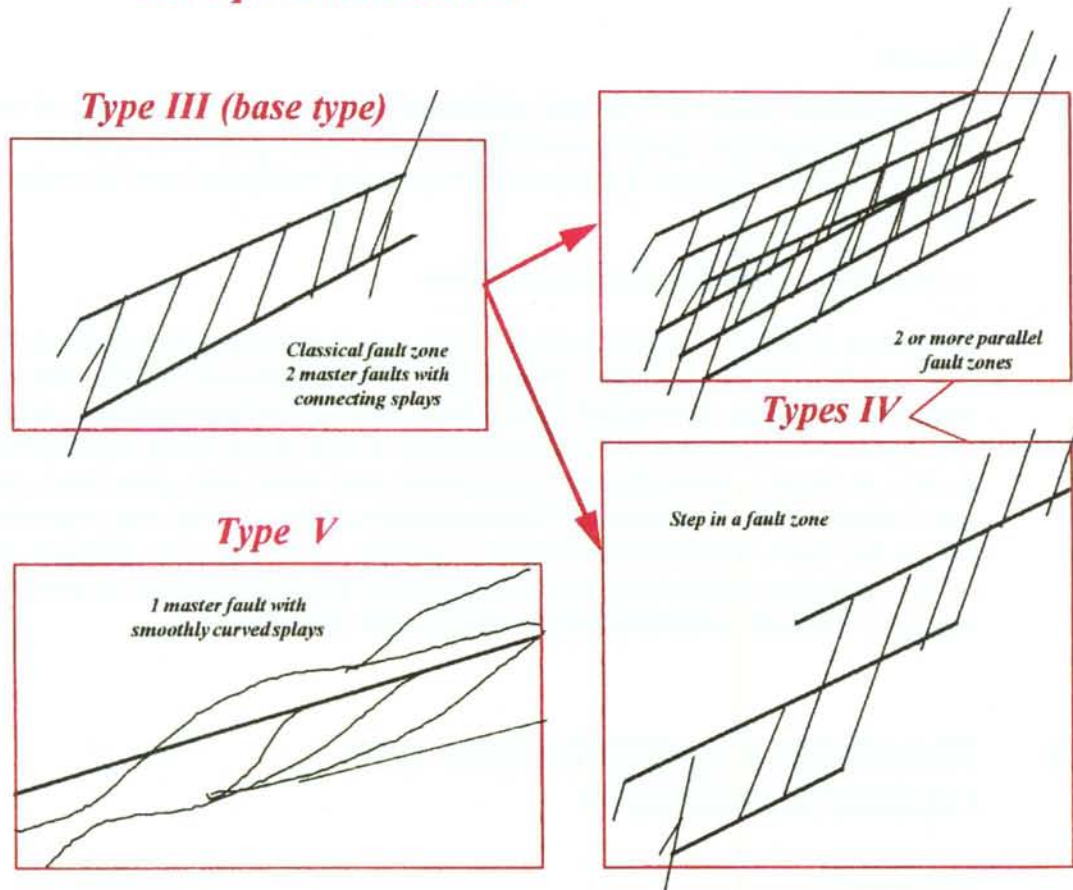 Type III (base type)
Classical fault zone
2 master faults with
connecting splays
2 or more parallel
fault zones
Types IV
Type V
1 master fault with
smoothly curved splays
Step in a fault zone